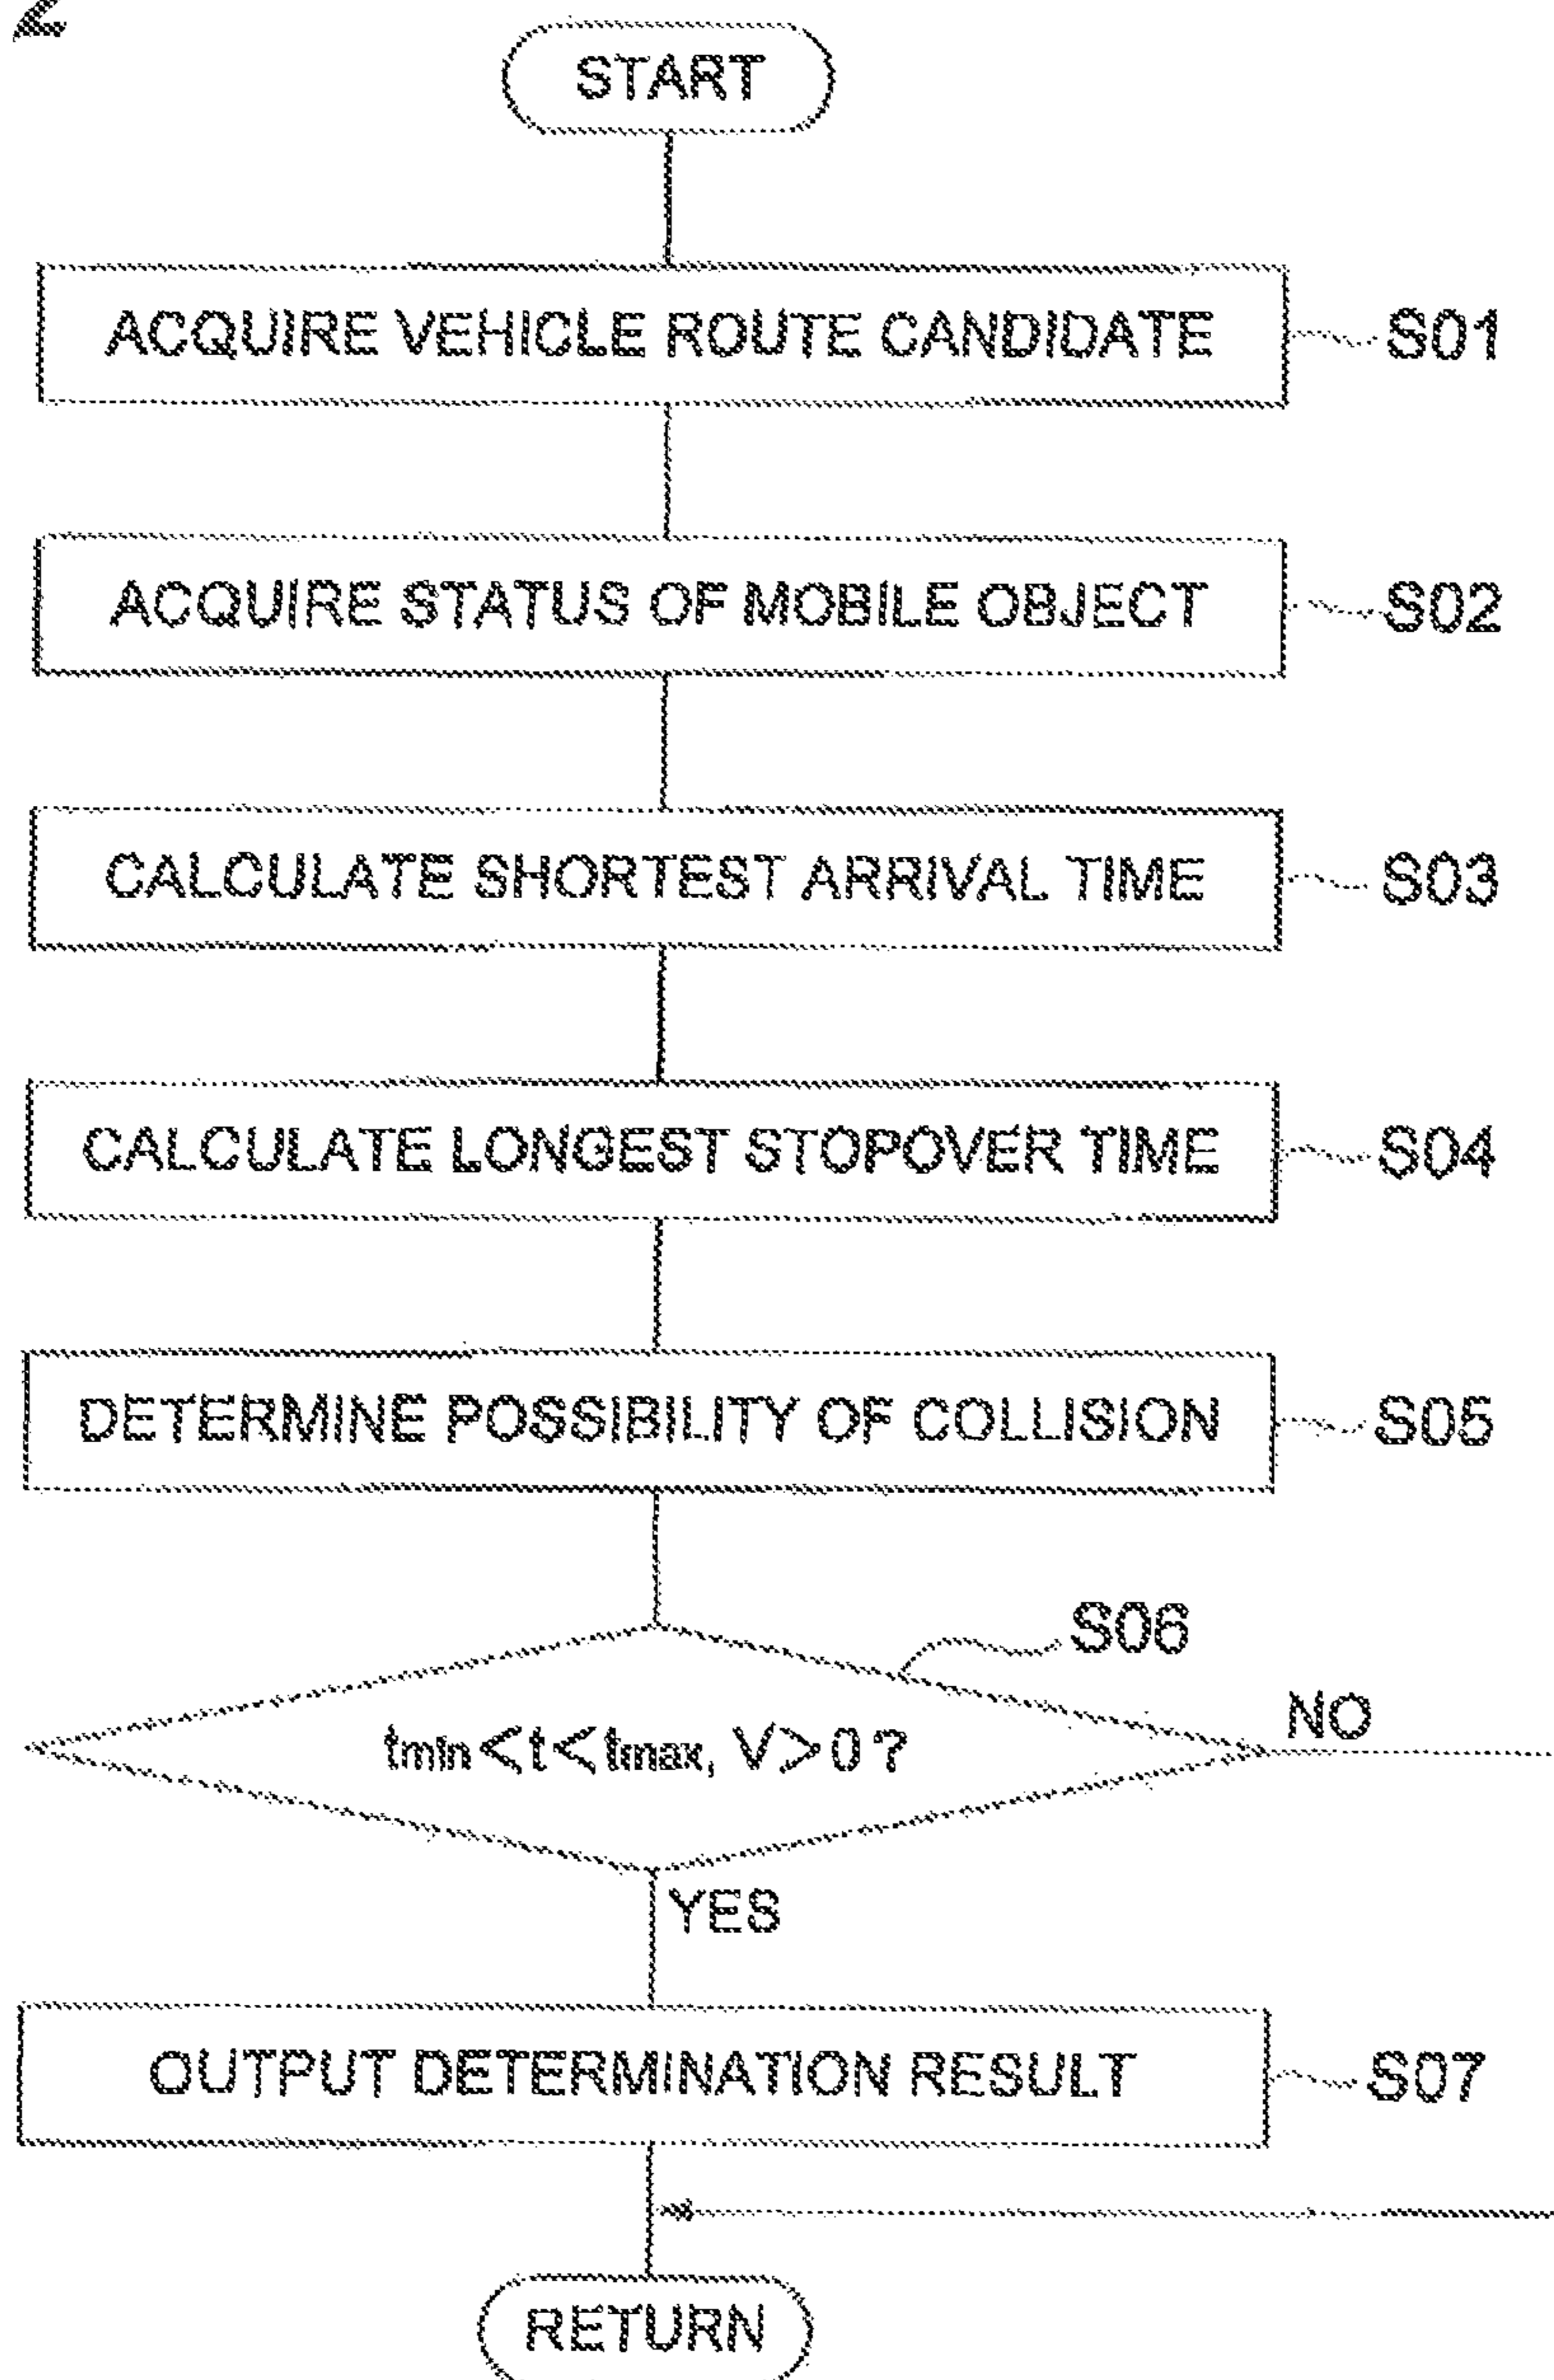 2
START
ACQUIRE VEHICLE ROUTE CANDIDATE
S01
ACQUIRE STATUS OF MOBILE OBJECT
S02
CALCULATE SHORTEST ARRIVAL TIME
S03
CALCULATE LONGEST STOPOVER TIME
S04
DETERMINE POSSIBILITY OF COLLISION
S05
S06
tmin<t<tmax, V>0?
NO
YES
OUTPUT DETERMINATION RESULT
S07
RETURN